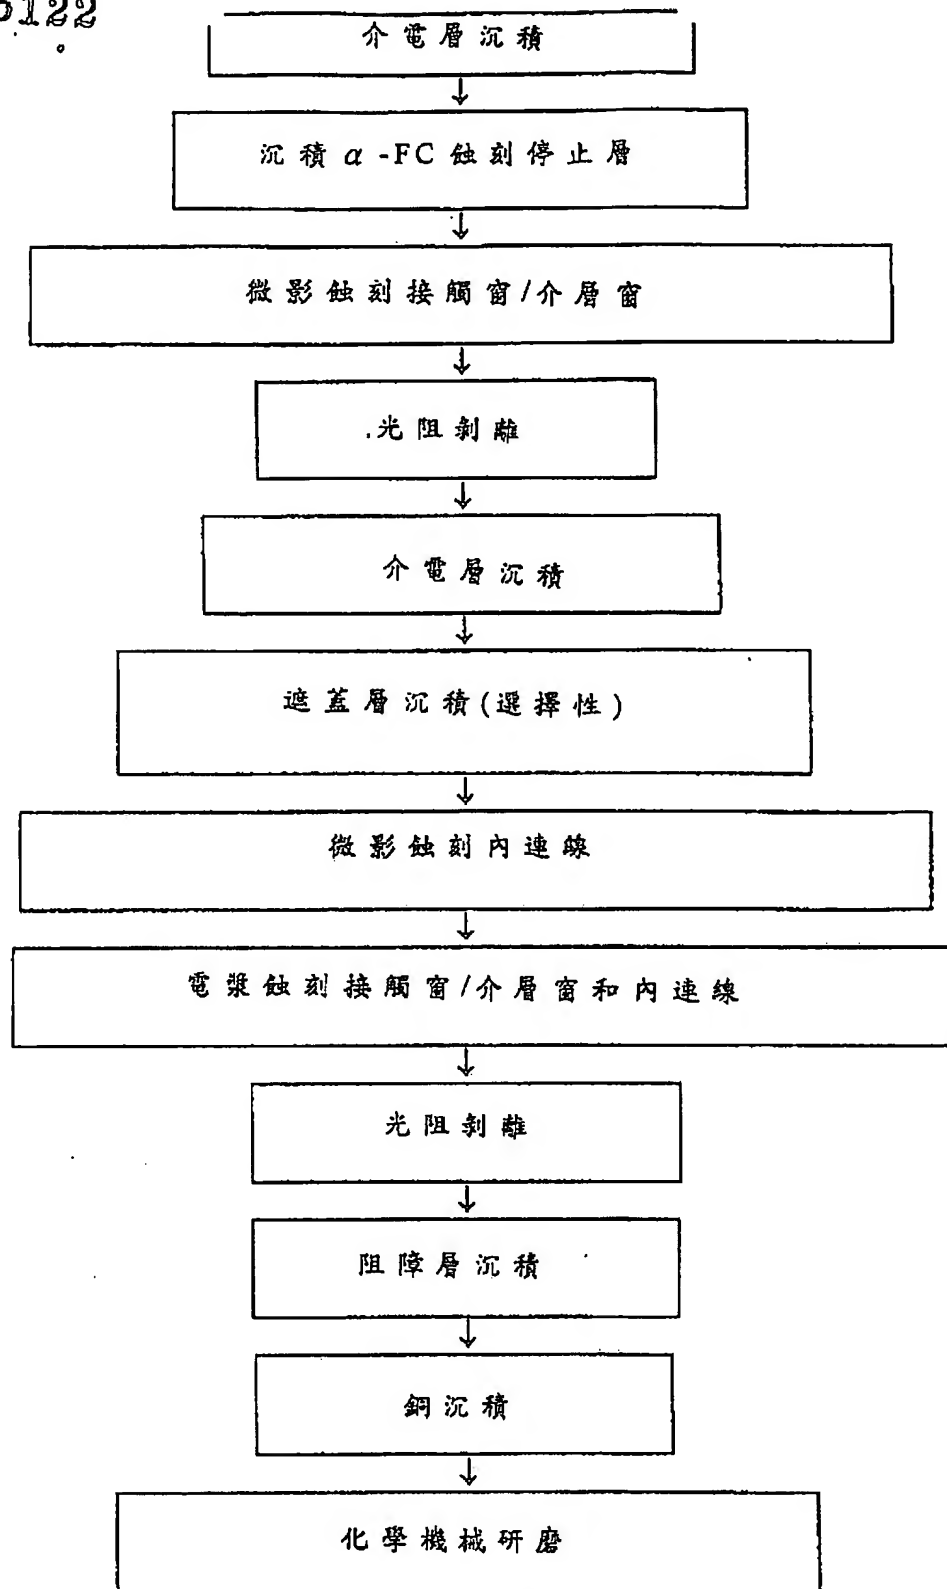 5122
介電層沉積
沉積 α-FC 蝕刻停止層
微影蝕刻接觸窗/介層窗
光阻剝離
介電層沉積
遮蓋層沉積(選擇性)
微影蝕刻內連線
電漿蝕刻接觸窗/介層窗和內連線
光阻剝離
阻障層沉積
銅沉積
化學機械研磨